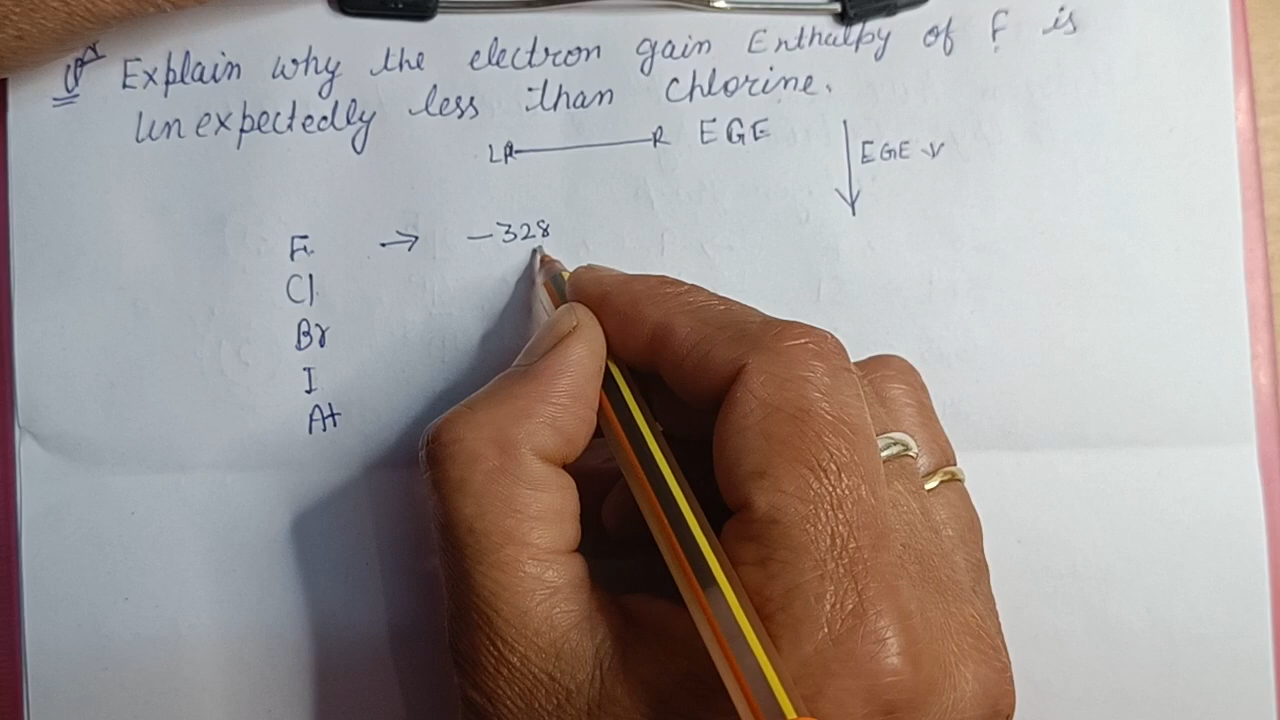 Qr Explain why the electron gain Enthalpy of F is
unexpectedly less than chlorine.
LR R EGE
EGE
F → -328
Cl
Br
I
At